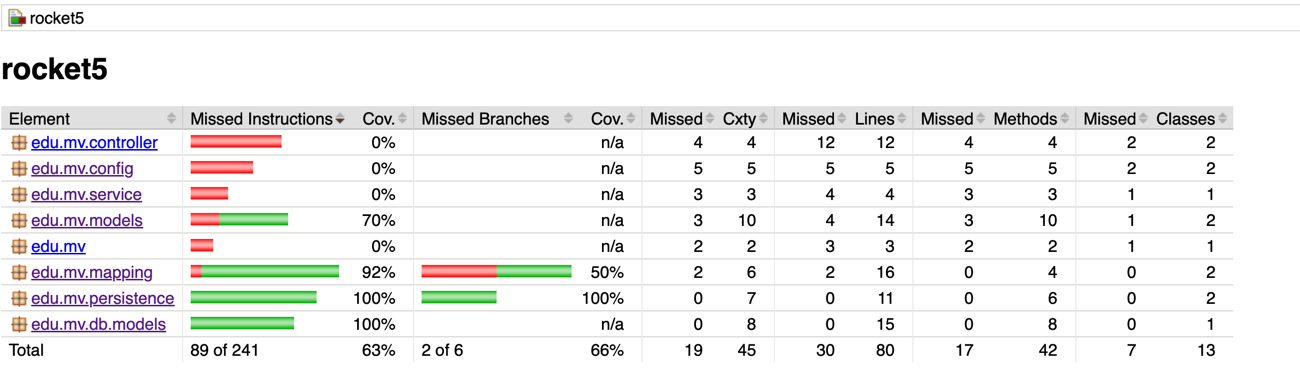 rocket5
rocket5
Element Missed Instructions Cov. Missed Branches Cov. Missed Cxty Missed Lines Missed Methods Missed Classes
edu.mv.controller 0% n/a 4 4 12 12 4 4 2 2
edu.mv.config 0% n/a 5 5 5 5 5 5 2 2
edu.mv.service 0% n/a 3 3 4 4 3 3 1 1
edu.mv.models 70% n/a 3 10 4 14 3 10 1 2
edu.mv 0% n/a 2 2 3 3 2 2 1 1
edu.mv.mapping 92% 50% 2 6 2 16 0 4 0 2
edu.mv.persistence 100% 100% 0 7 0 11 0 6 0 2
edu.mv.db.models 100% n/a 0 8 0 15 0 8 0 1
Total 89 of 241 63% 2 of 6 66% 19 45 30 80 17 42 7 13